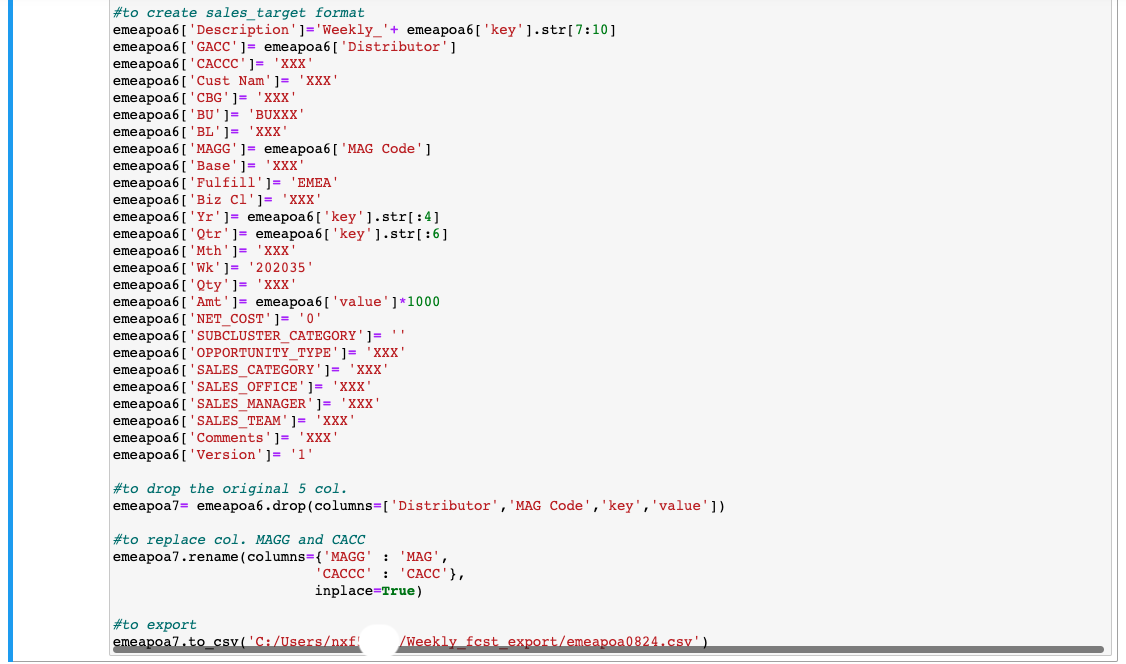 #to create sales_target format
emeapoa6['Description']='Weekly_'+ emeapoa6['key'].str[7:10]
emeapoa6['GACC']= emeapoa6['Distributor']
emeapoa6['CACCC']= 'XXX'
emeapoa6['Cust Nam']= 'XXX'
emeapoa6['CBG']= 'XXX'
emeapoa6['BU']= 'BUXXX'
emeapoa6['BL']= 'XXX'
emeapoa6['MAGG']= emeapoa6['MAG Code']
emeapoa6['Base']= 'XXX'
emeapoa6['Fulfill']= 'EMEA'
emeapoa6['Biz Cl']= 'XXX'
emeapoa6['Yr']= emeapoa6['key'].str[:4]
emeapoa6['Qtr']= emeapoa6['key'].str[:6]
emeapoa6['Mth']= 'XXX'
emeapoa6['Wk']= '202035'
emeapoa6['Qty']= 'XXX'
emeapoa6['Amt']= emeapoa6['value']*1000
emeapoa6['NET_COST']= '0'
emeapoa6['SUBCLUSTER_CATEGORY']= ''
emeapoa6['OPPORTUNITY_TYPE']= 'XXX'
emeapoa6['SALES_CATEGORY']= 'XXX'
emeapoa6['SALES_OFFICE']= 'XXX'
emeapoa6['SALES_MANAGER']= 'XXX'
emeapoa6['SALES_TEAM']= 'XXX'
emeapoa6['Comments']= 'XXX'
emeapoa6['Version']= '1'
#to drop the original 5 col.
emeapoa7= emeapoa6.drop(columns=['Distributor','MAG Code','key','value'])
#to replace col. MAGG and CACC
emeapoa7.rename(columns={'MAGG' : 'MAG',
'CACCC' : 'CACC'},
inplace=True)
#to export
emeapoa7.to_csv('C:/Users/nxf /Weekly_fcst_export/emeapoa0824.csv')